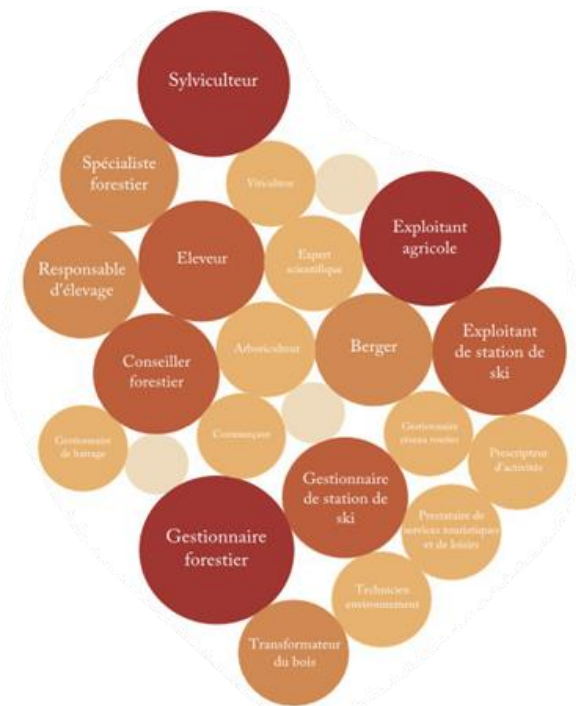 Sylviculteur
Spécialiste
forestier
Viticulteur
Exploitant
agricole
Eleveur
Expert
scientifique
Responsable
d'élevage
Arboriculteur
Berger
Exploitant
de station de
ski
Conseiller
forestier
Gestionnaire
de barrage
Commerçant
Gestionnaire
réseau routier
Prescripteur
d'activités
Gestionnaire
de station de
ski
Gestionnaire
forestier
Prestataire de
services touristiques
et de loisirs
Technicien
environnement
Transformateur
du bois